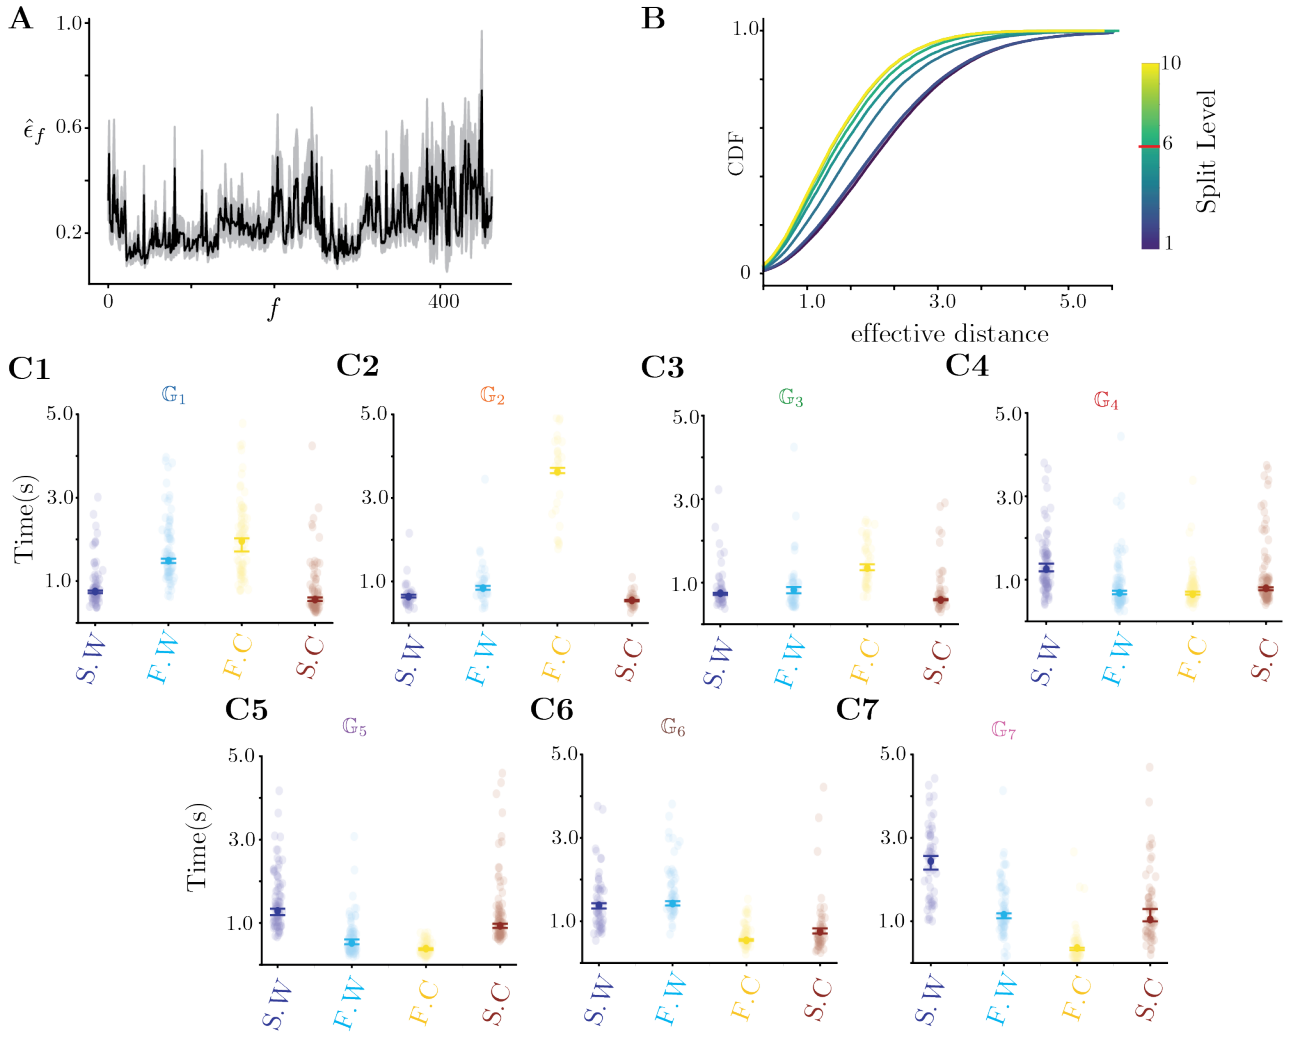 A
1.0
0.6
0.2
ϵ̂_f
0
400
f
B
1.0
0
CDF
1.0
3.0
5.0
effective distance
10
6
1
Split Level
C1
𝔾₁
5.0
3.0
1.0
Time(s)
S.W
F.W
F.C
S.C
C2
𝔾₂
5.0
3.0
1.0
S.W
F.W
F.C
S.C
C3
𝔾₃
5.0
3.0
1.0
S.W
F.W
F.C
S.C
C4
𝔾₄
5.0
3.0
1.0
S.W
F.W
F.C
S.C
C5
𝔾₅
5.0
3.0
1.0
Time(s)
S.W
F.W
F.C
S.C
C6
𝔾₆
5.0
3.0
1.0
S.W
F.W
F.C
S.C
C7
𝔾₇
5.0
3.0
1.0
S.W
F.W
F.C
S.C